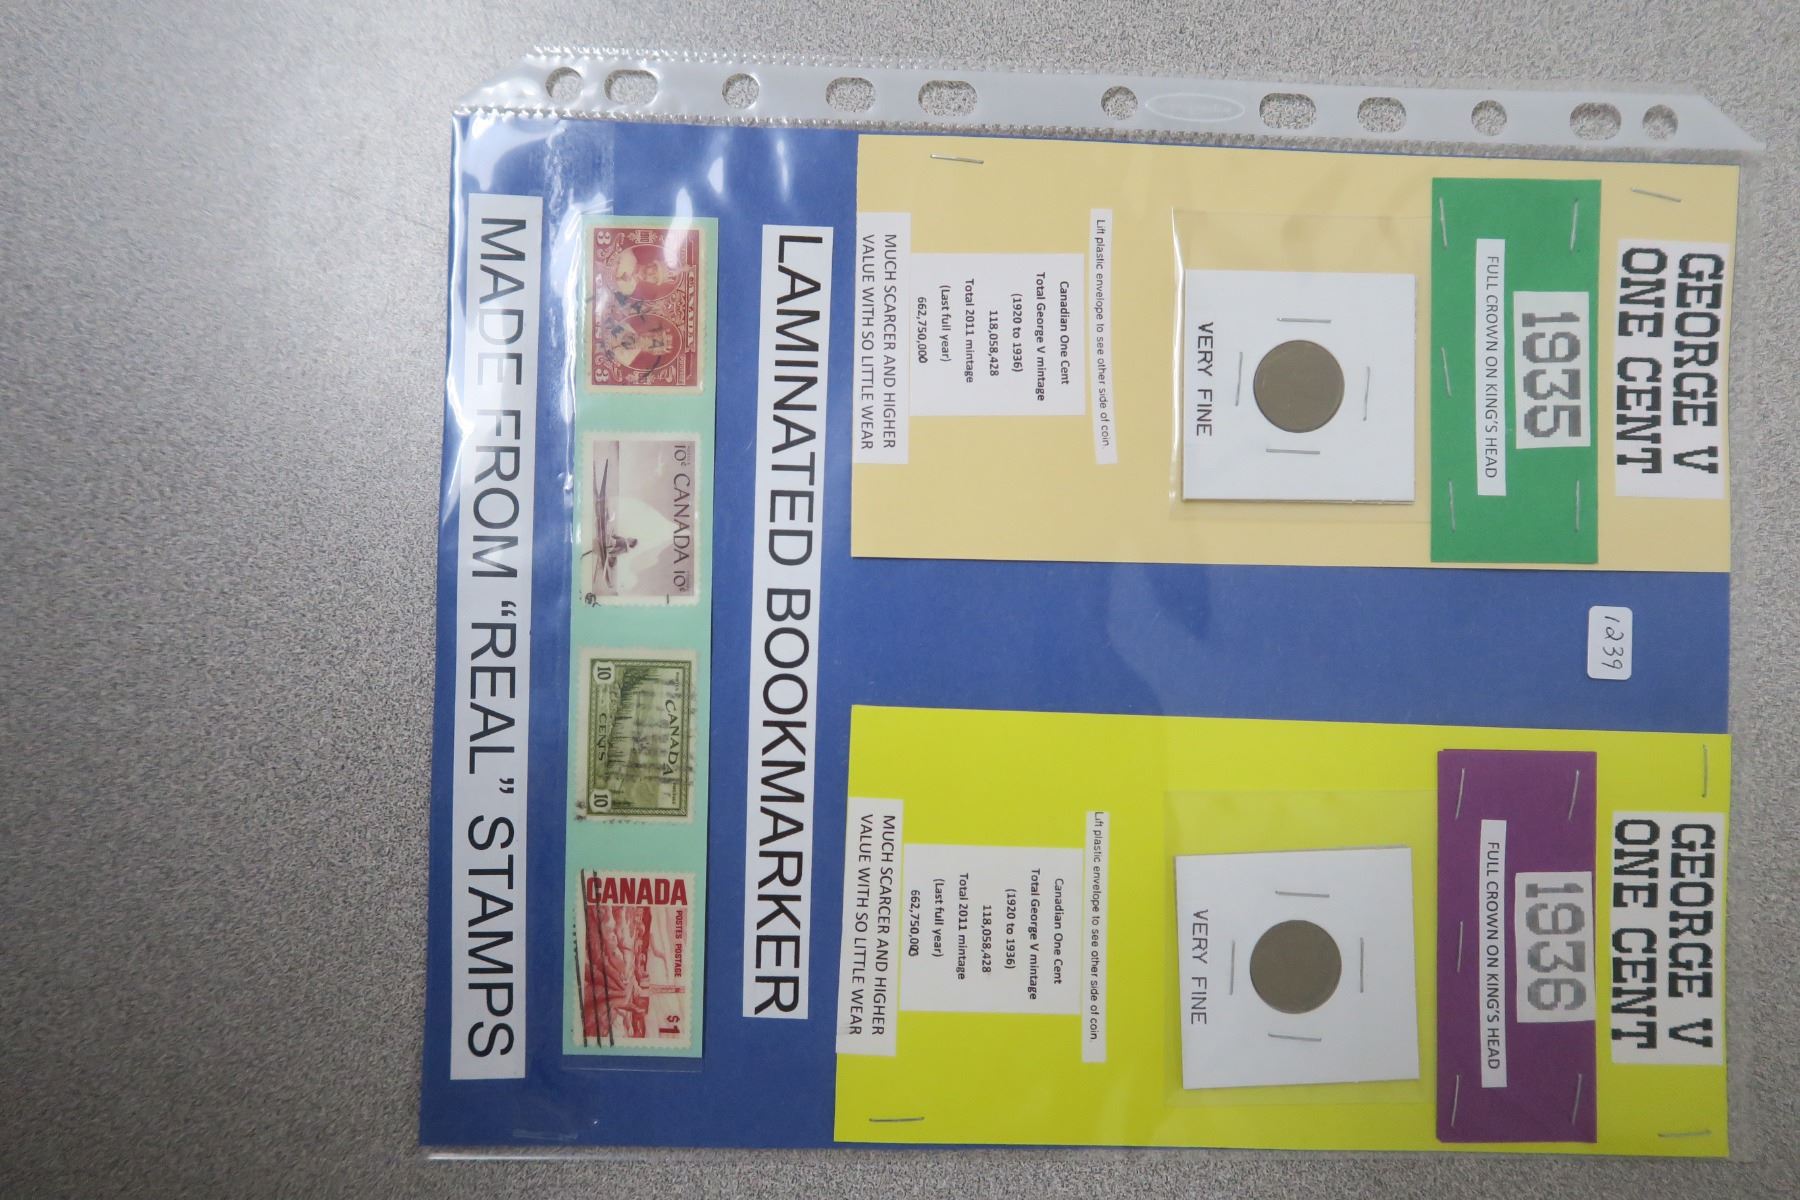 GEORGE V
ONE CENT
1935
FULL CROWN ON KING'S HEAD
VERY FINE
Lift plastic envelope to see other side of coin.
Canadian One Cent
Total George V mintage
(1920 to 1936)
118,058,428
Total 2011 mintage
(Last full year)
662,750,000
MUCH SCARCER AND HIGHER
VALUE WITH SO LITTLE WEAR
1239
GEORGE V
ONE CENT
1936
FULL CROWN ON KING'S HEAD
VERY FINE
Lift plastic envelope to see other side of coin.
Canadian One Cent
Total George V mintage
(1920 to 1936)
118,058,428
Total 2011 mintage
(Last full year)
662,750,000
MUCH SCARCER AND HIGHER
VALUE WITH SO LITTLE WEAR
LAMINATED BOOKMARKER
CANADA
3 3
10¢ CANADA 10¢
CANADA
10 CENTS 10
CANADA
POSTES POSTAGE
$1
MADE FROM “REAL” STAMPS